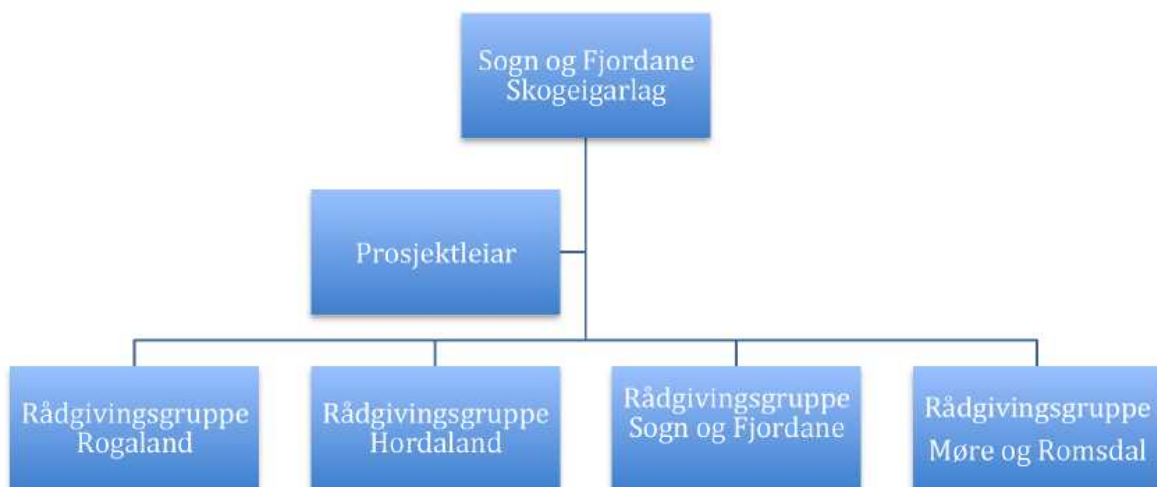 Sogn og Fjordane
Skogeigarlag
Prosjektleiar
Rådgivingsgruppe
Rogaland
Rådgivingsgruppe
Hordaland
Rådgivingsgruppe
Sogn og Fjordane
Rådgivingsgruppe
Møre og Romsdal